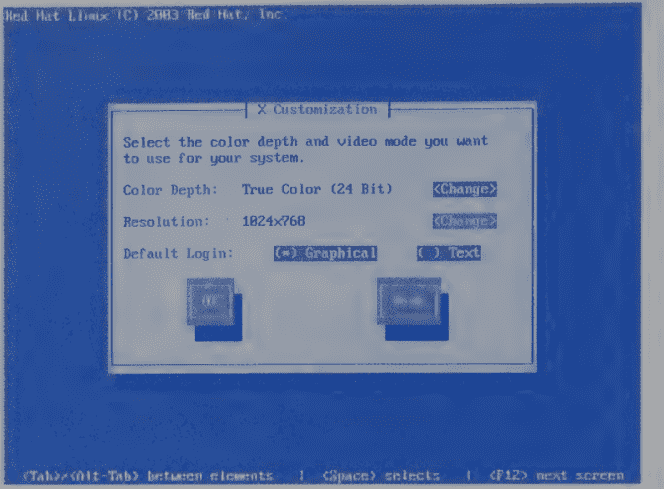 Red Hat Linux (C) 2003 Red Hat, Inc.
X Customization
Select the color depth and video mode you want
to use for your system.
Color Depth: True Color (24 Bit) <Change>
Resolution: 1024x768 <Change>
Default Login: (*) Graphical ( ) Text
OK
Back
<Tab>/<Alt-Tab> between elements | <Space> selects | <F12> next screen